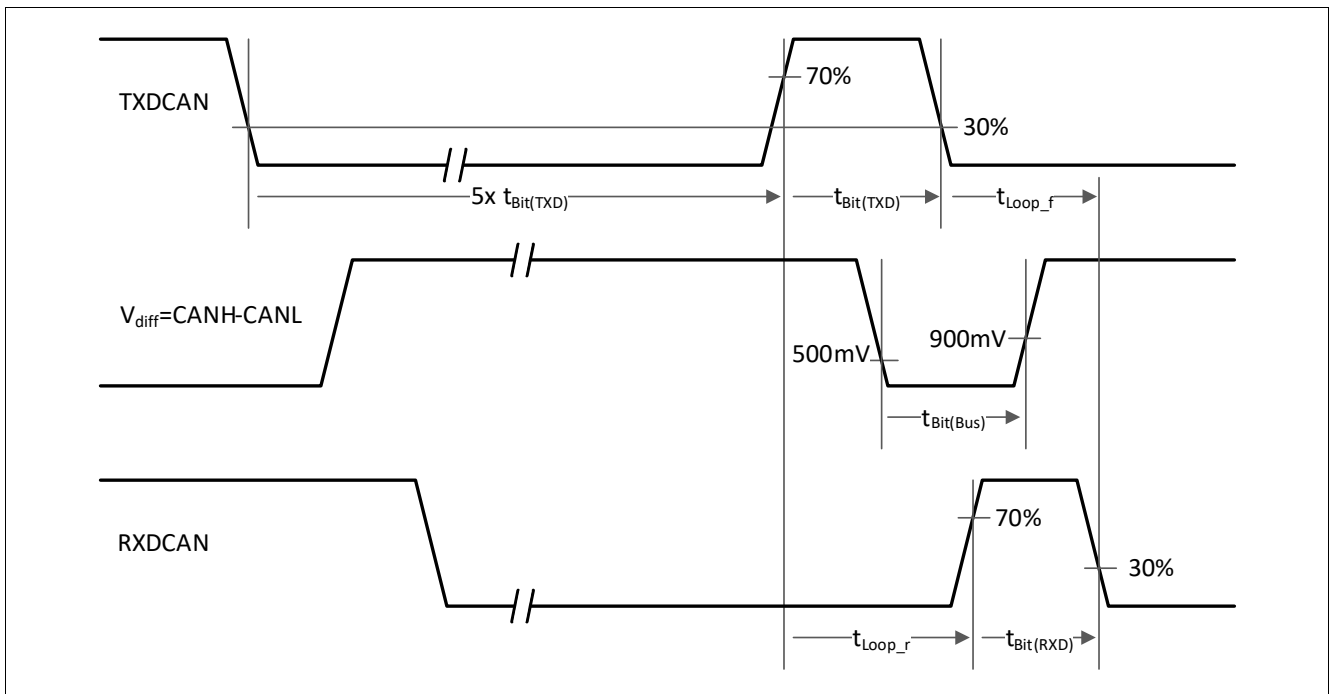 TXDCAN
70%
30%
5x tBit(TXD)
tBit(TXD)
tLoop_f
Vdiff=CANH-CANL
500mV
900mV
tBit(Bus)
RXDCAN
70%
30%
tLoop_r
tBit(RXD)